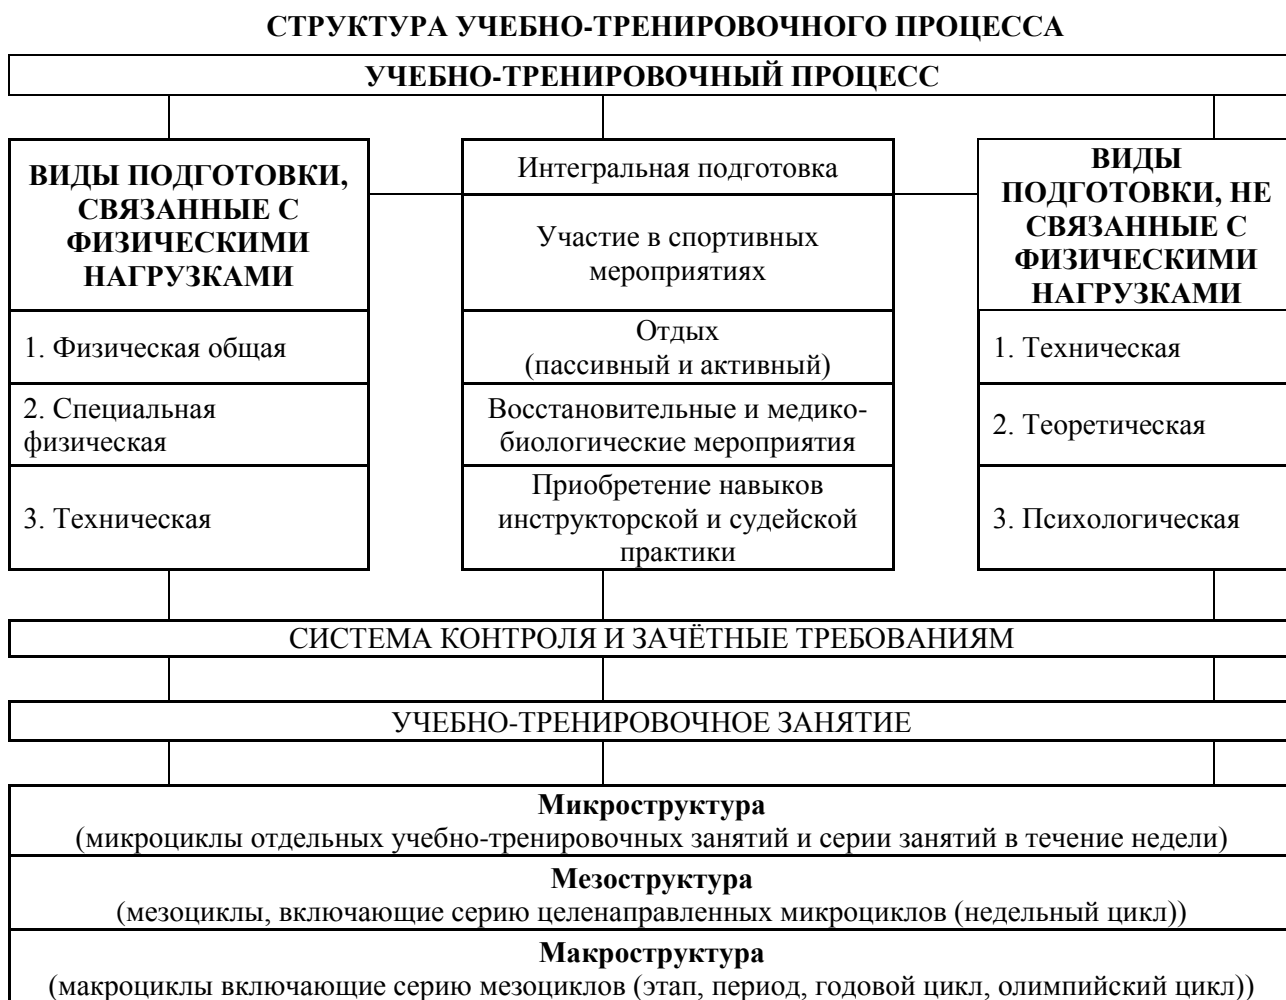 СТРУКТУРА УЧЕБНО-ТРЕНИРОВОЧНОГО ПРОЦЕССА
УЧЕБНО-ТРЕНИРОВОЧНЫЙ ПРОЦЕСС
ВИДЫ ПОДГОТОВКИ,
СВЯЗАННЫЕ С
ФИЗИЧЕСКИМИ
НАГРУЗКАМИ
1. Физическая общая
2. Специальная
физическая
3. Техническая
Интегральная подготовка
Участие в спортивных
мероприятиях
Отдых
(пассивный и активный)
Восстановительные и медико-
биологические мероприятия
Приобретение навыков
инструкторской и судейской
практики
ВИДЫ
ПОДГОТОВКИ, НЕ
СВЯЗАННЫЕ С
ФИЗИЧЕСКИМИ
НАГРУЗКАМИ
1. Техническая
2. Теоретическая
3. Психологическая
СИСТЕМА КОНТРОЛЯ И ЗАЧЁТНЫЕ ТРЕБОВАНИЯМ
УЧЕБНО-ТРЕНИРОВОЧНОЕ ЗАНЯТИЕ
Микроструктура
(микроциклы отдельных учебно-тренировочных занятий и серии занятий в течение недели)
Мезоструктура
(мезоциклы, включающие серию целенаправленных микроциклов (недельный цикл))
Макроструктура
(макроциклы включающие серию мезоциклов (этап, период, годовой цикл, олимпийский цикл))